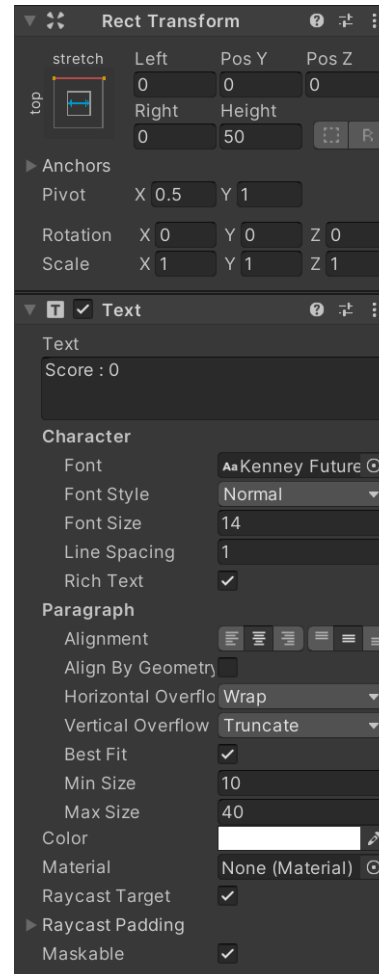 Rect Transform
stretch Left Pos Y Pos Z
0 0 0
top
Right Height
0 50 R
Anchors
Pivot X 0.5 Y 1
Rotation X 0 Y 0 Z 0
Scale X 1 Y 1 Z 1
T Text
Text
Score : 0
Character
Font Aa Kenney Future
Font Style Normal
Font Size 14
Line Spacing 1
Rich Text
Paragraph
Alignment
Align By Geometry
Horizontal Overflo Wrap
Vertical Overflow Truncate
Best Fit
Min Size 10
Max Size 40
Color
Material None (Material)
Raycast Target
Raycast Padding
Maskable